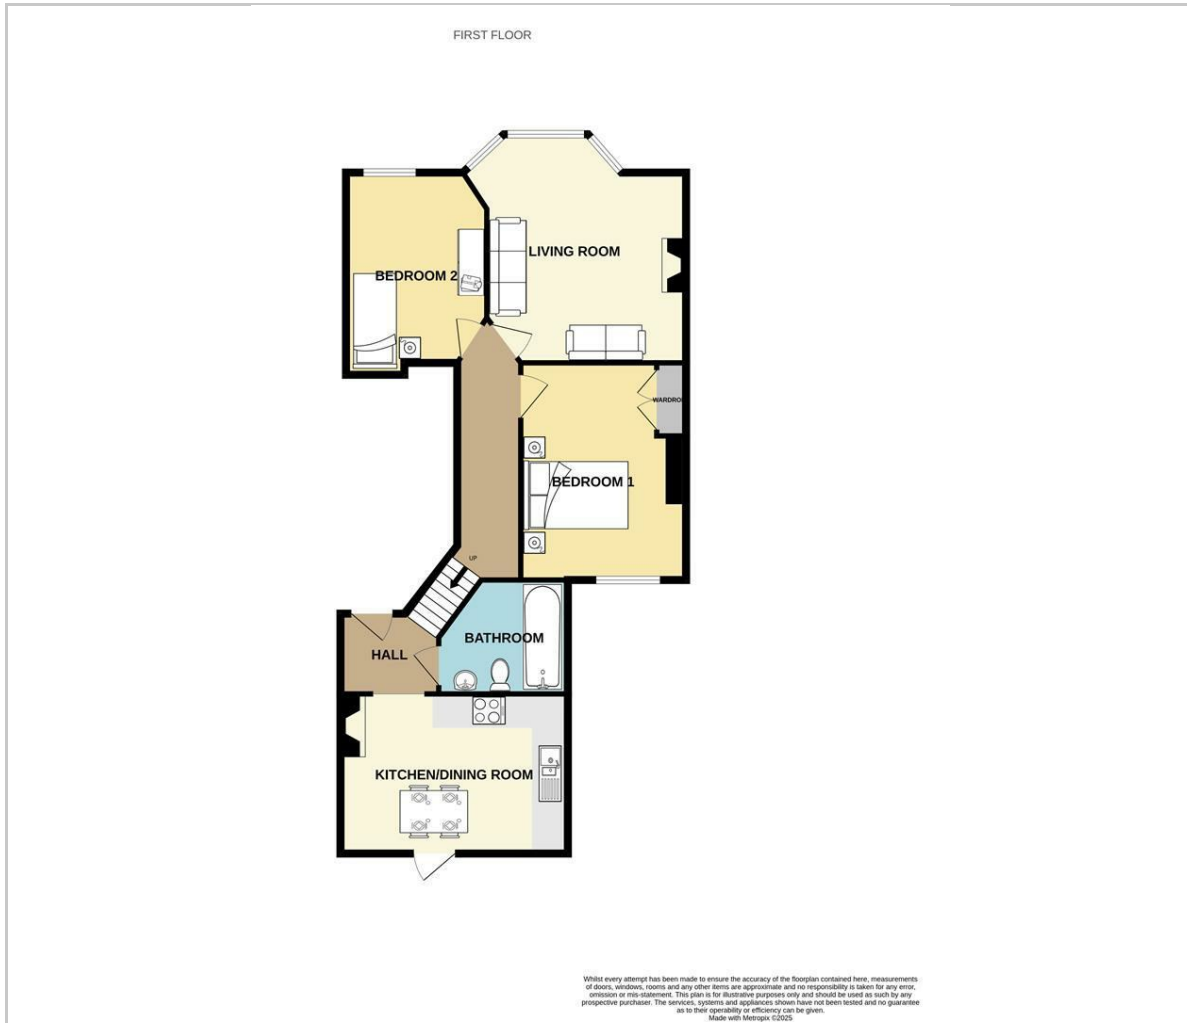 FIRST FLOOR
LIVING ROOM
BEDROOM 2
WARDRO
BEDROOM 1
UP
BATHROOM
HALL
KITCHEN/DINING ROOM
Whilst every attempt has been made to ensure the accuracy of the floorplan contained here, measurements
of doors, windows, rooms and any other items are approximate and no responsibility is taken for any error,
omission or mis-statement. This plan is for illustrative purposes only and should be used as such by any
prospective purchaser. The services, systems and appliances shown have not been tested and no guarantee
as to their operability or efficiency can be given.
Made with Metropix ©2025